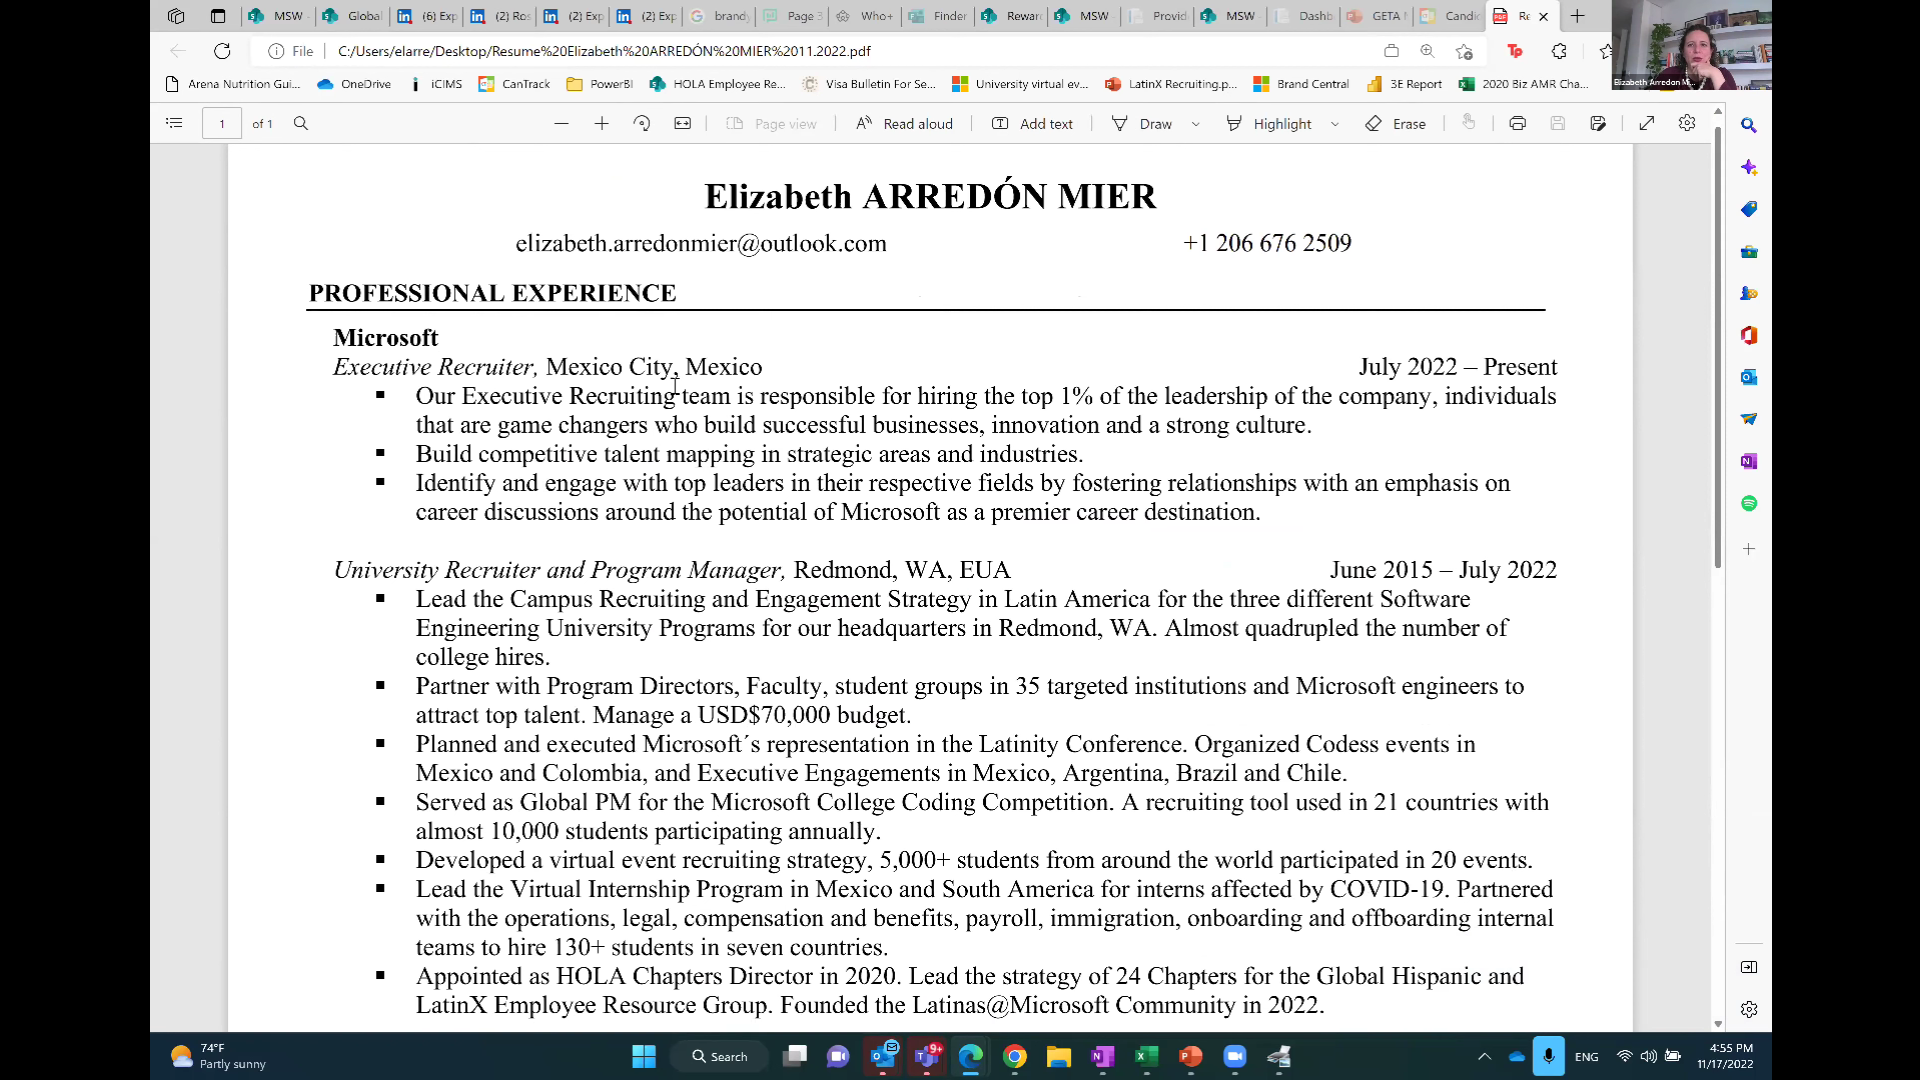 MSW
Global
(6) Exp
(2) Ros
(2) Exp
(2) Exp
brandy
Page 3
Who+
Finder
Rewar
MSW
Provid
MSW
Dashb
GETA
Candi
Re
File
C:/Users/elarre/Desktop/Resume%20Elizabeth%20ARREDÓN%20MIER%2011.2022.pdf
Arena Nutrition Gui...
OneDrive
iCIMS
CanTrack
PowerBI
HOLA Employee Re...
Visa Bulletin For Se...
University virtual ev...
LatinX Recruiting.p...
Brand Central
3E Report
2020 Biz AMR Cha...
Elizabeth Arredon Mi...
1 of 1
Page view
Read aloud
Add text
Draw
Highlight
Erase
Elizabeth ARREDÓN MIER
elizabeth.arredonmier@outlook.com +1 206 676 2509
PROFESSIONAL EXPERIENCE
Microsoft
Executive Recruiter, Mexico City, Mexico July 2022 – Present
▪ Our Executive Recruiting team is responsible for hiring the top 1% of the leadership of the company, individuals
that are game changers who build successful businesses, innovation and a strong culture.
▪ Build competitive talent mapping in strategic areas and industries.
▪ Identify and engage with top leaders in their respective fields by fostering relationships with an emphasis on
career discussions around the potential of Microsoft as a premier career destination.
University Recruiter and Program Manager, Redmond, WA, EUA June 2015 – July 2022
▪ Lead the Campus Recruiting and Engagement Strategy in Latin America for the three different Software
Engineering University Programs for our headquarters in Redmond, WA. Almost quadrupled the number of
college hires.
▪ Partner with Program Directors, Faculty, student groups in 35 targeted institutions and Microsoft engineers to
attract top talent. Manage a USD$70,000 budget.
▪ Planned and executed Microsoft´s representation in the Latinity Conference. Organized Codess events in
Mexico and Colombia, and Executive Engagements in Mexico, Argentina, Brazil and Chile.
▪ Served as Global PM for the Microsoft College Coding Competition. A recruiting tool used in 21 countries with
almost 10,000 students participating annually.
▪ Developed a virtual event recruiting strategy, 5,000+ students from around the world participated in 20 events.
▪ Lead the Virtual Internship Program in Mexico and South America for interns affected by COVID-19. Partnered
with the operations, legal, compensation and benefits, payroll, immigration, onboarding and offboarding internal
teams to hire 130+ students in seven countries.
▪ Appointed as HOLA Chapters Director in 2020. Lead the strategy of 24 Chapters for the Global Hispanic and
LatinX Employee Resource Group. Founded the Latinas@Microsoft Community in 2022.
74°F
Partly sunny
Search
9+
ENG
4:55 PM
11/17/2022